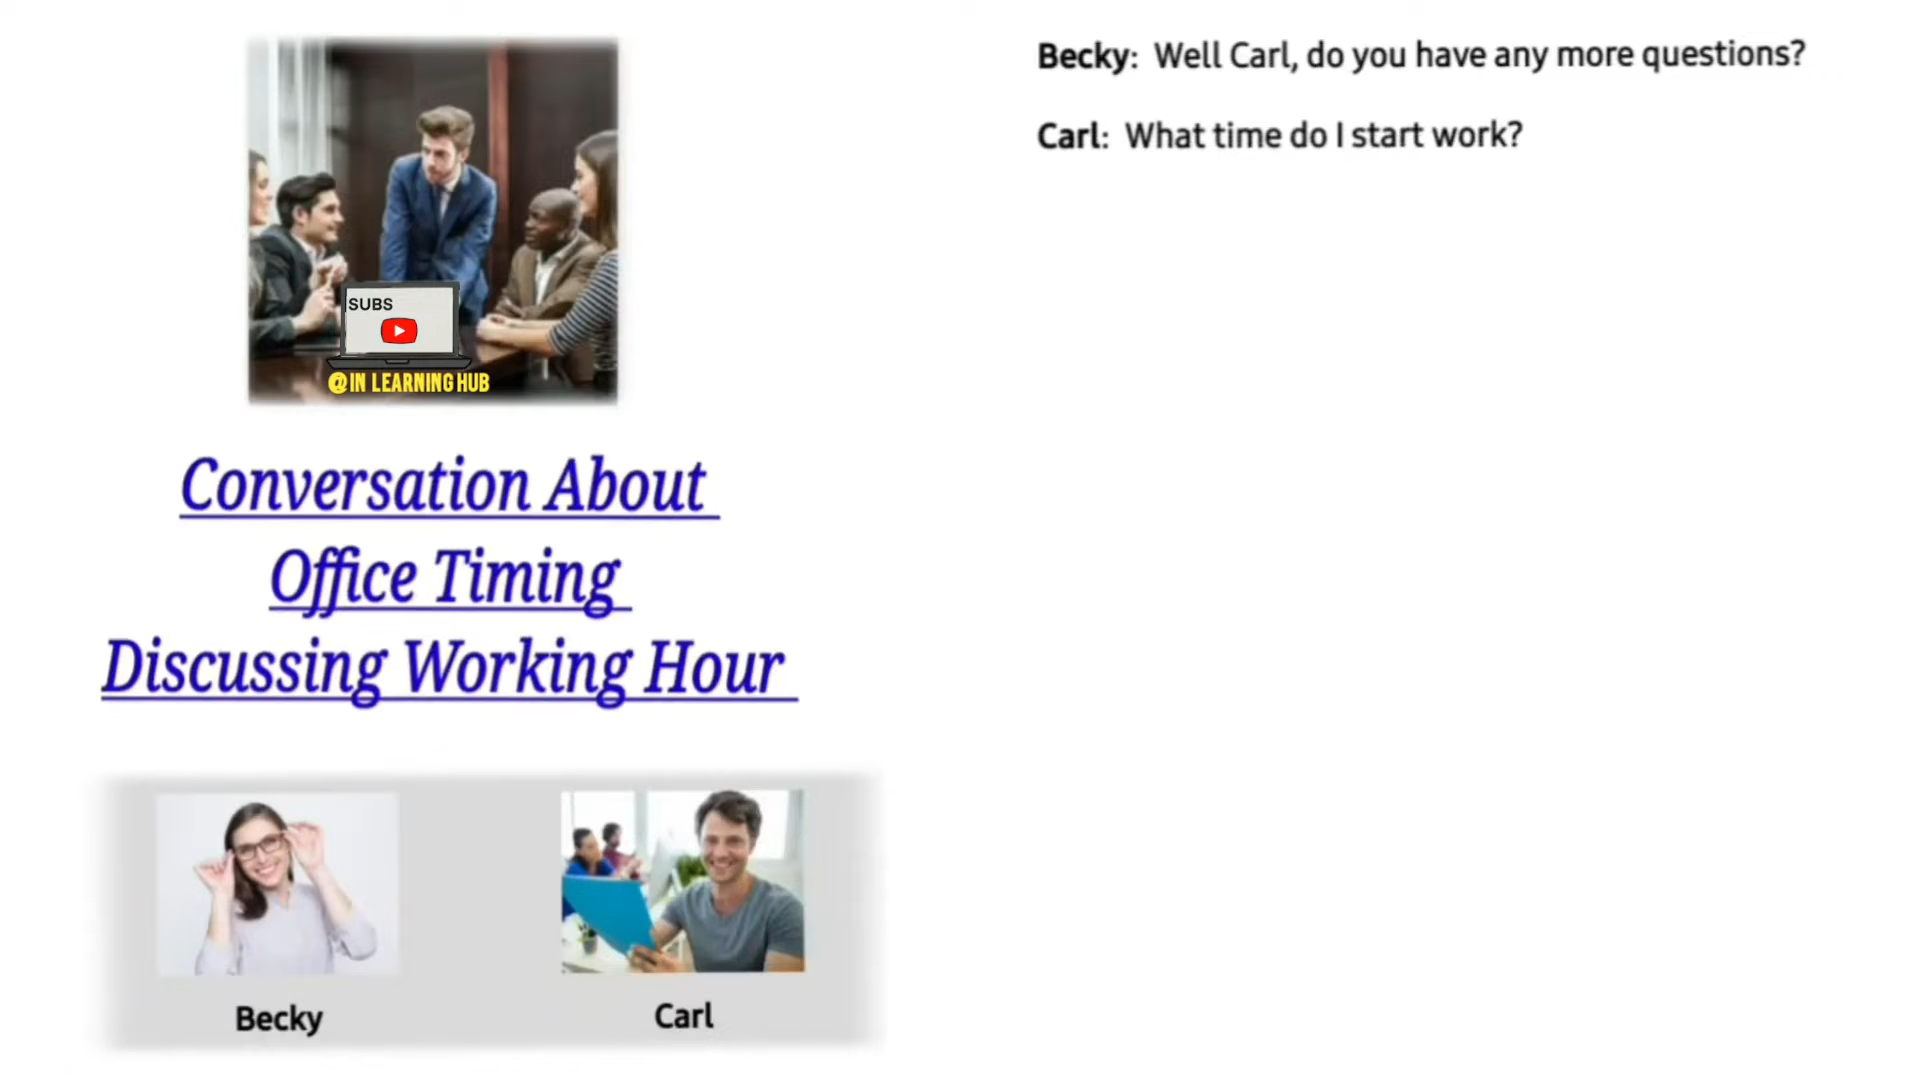 SUBS
@IN LEARNING HUB
Conversation About
Office Timing
Discussing Working Hour
Becky
Carl
Becky: Well Carl, do you have any more questions?
Carl: What time do I start work?